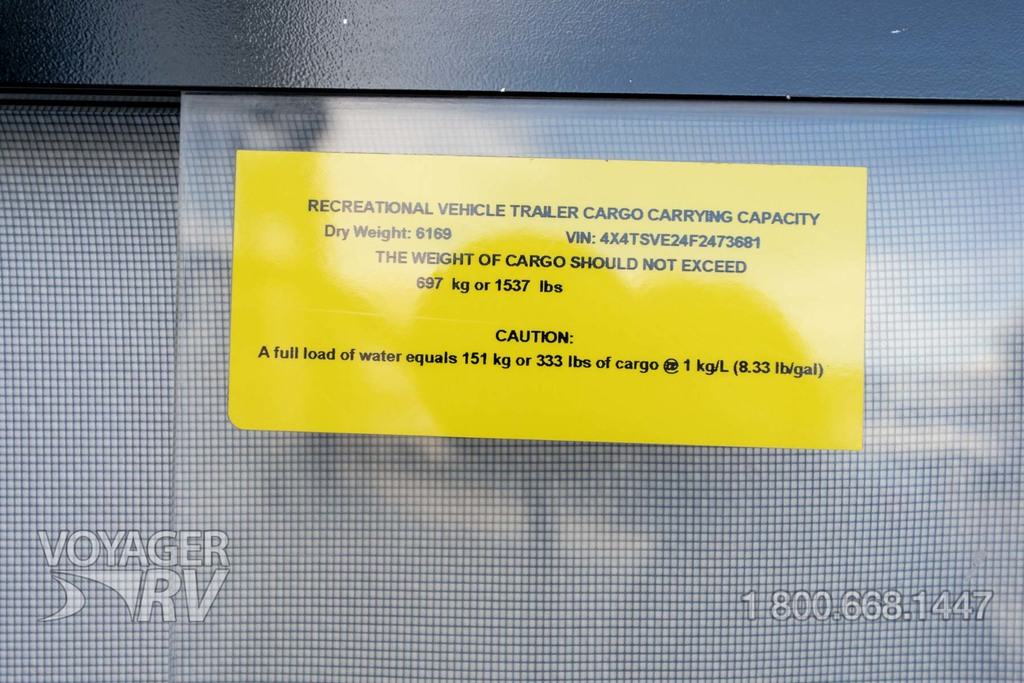 RECREATIONAL VEHICLE TRAILER CARGO CARRYING CAPACITY
Dry Weight: 6169 VIN: 4X4TSVE24F2473681
THE WEIGHT OF CARGO SHOULD NOT EXCEED
697 kg or 1537 lbs
CAUTION:
A full load of water equals 151 kg or 333 lbs of cargo @ 1 kg/L (8.33 lb/gal)
VOYAGER
RV
1 800.668.1447